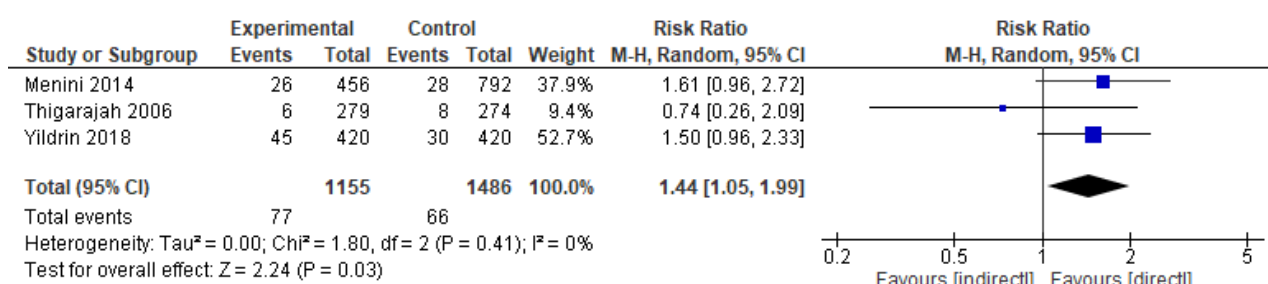 Experimental Control Risk Ratio Risk Ratio
Study or Subgroup Events Total Events Total Weight M-H, Random, 95% CI M-H, Random, 95% CI
Menini 2014 26 456 28 792 37.9% 1.61 [0.96, 2.72]
Thigarajah 2006 6 279 8 274 9.4% 0.74 [0.26, 2.09]
Yildrin 2018 45 420 30 420 52.7% 1.50 [0.96, 2.33]
Total (95% CI) 1155 1486 100.0% 1.44 [1.05, 1.99]
Total events 77 66
Heterogeneity: Tau² = 0.00; Chi² = 1.80, df = 2 (P = 0.41); I² = 0%
Test for overall effect: Z = 2.24 (P = 0.03)
0.2 0.5 1 2 5
Favours [indirectl] Favours [directl]